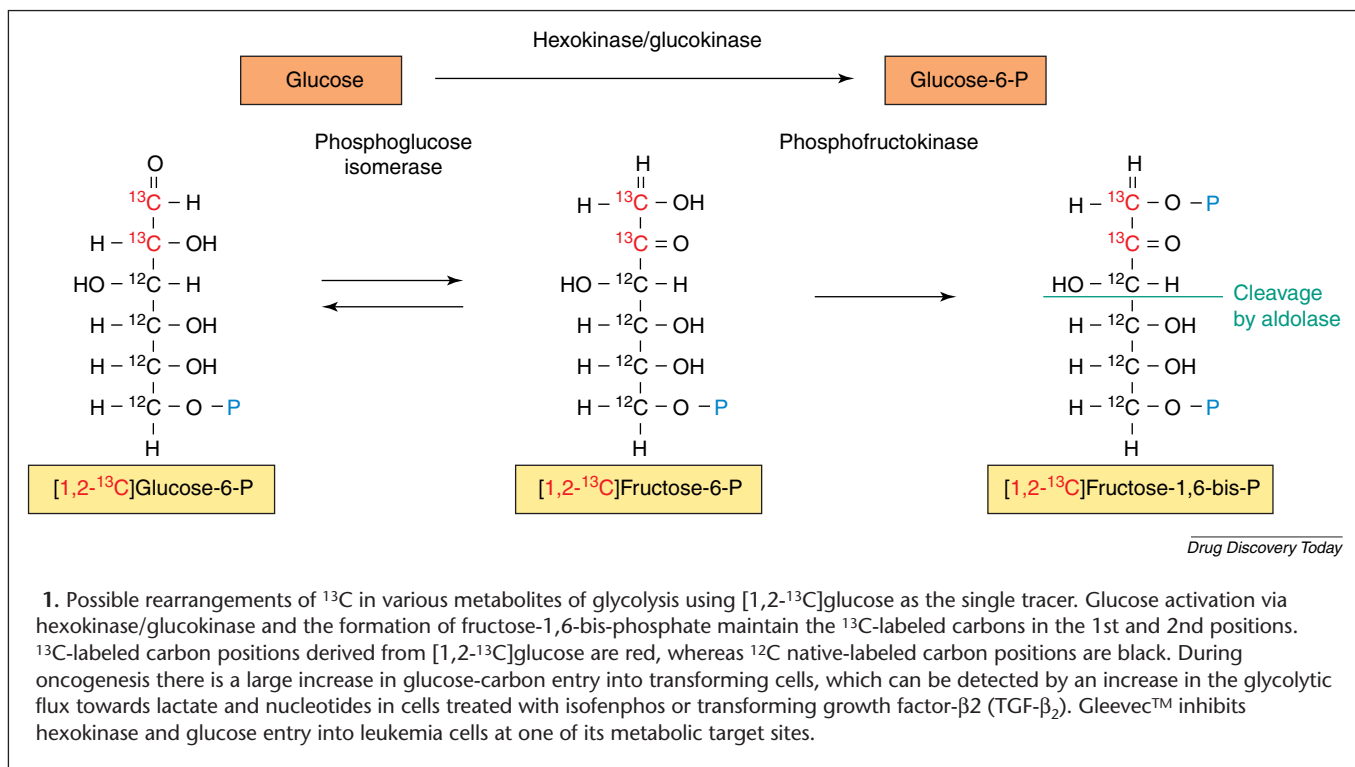 Hexokinase/glucokinase
Glucose
Glucose-6-P
Phosphoglucose
isomerase
Phosphofructokinase
O
¹³C – H
H – ¹³C – OH
HO – ¹²C – H
H – ¹²C – OH
H – ¹²C – OH
H – ¹²C – O – P
H
[1,2-¹³C]Glucose-6-P
H
H – ¹³C – OH
¹³C = O
HO – ¹²C – H
H – ¹²C – OH
H – ¹²C – OH
H – ¹²C – O – P
H
[1,2-¹³C]Fructose-6-P
H
H – ¹³C – O – P
¹³C = O
HO – ¹²C – H
Cleavage
by aldolase
H – ¹²C – OH
H – ¹²C – OH
H – ¹²C – O – P
H
[1,2-¹³C]Fructose-1,6-bis-P
Drug Discovery Today
1. Possible rearrangements of ¹³C in various metabolites of glycolysis using [1,2-¹³C]glucose as the single tracer. Glucose activation via
hexokinase/glucokinase and the formation of fructose-1,6-bis-phosphate maintain the ¹³C-labeled carbons in the 1st and 2nd positions.
¹³C-labeled carbon positions derived from [1,2-¹³C]glucose are red, whereas ¹²C native-labeled carbon positions are black. During
oncogenesis there is a large increase in glucose-carbon entry into transforming cells, which can be detected by an increase in the glycolytic
flux towards lactate and nucleotides in cells treated with isofenphos or transforming growth factor-β2 (TGF-β₂). Gleevec™ inhibits
hexokinase and glucose entry into leukemia cells at one of its metabolic target sites.